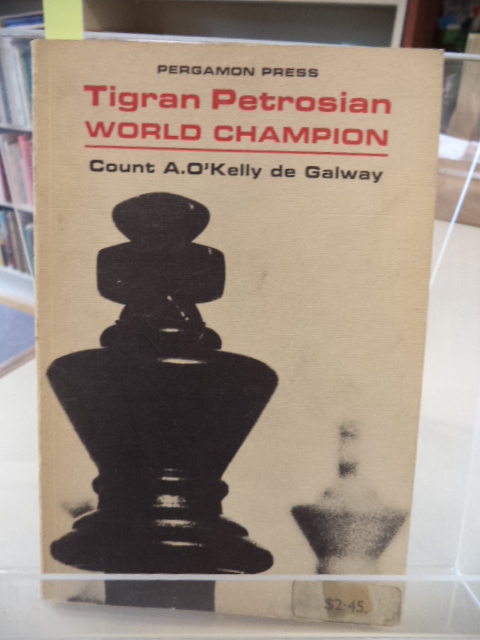 PERGAMON PRESS
Tigran Petrosian
WORLD CHAMPION
Count A.O'Kelly de Galway
$2·45